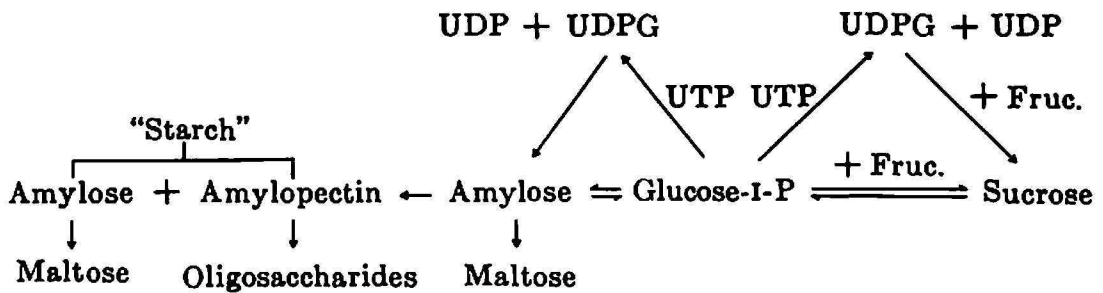 UDP + UDPG UDPG + UDP
UTP UTP + Fruc.
“Starch”
+ Fruc.
Amylose + Amylopectin ← Amylose ⇌ Glucose-1-P ⇌ Sucrose
Maltose Oligosaccharides Maltose